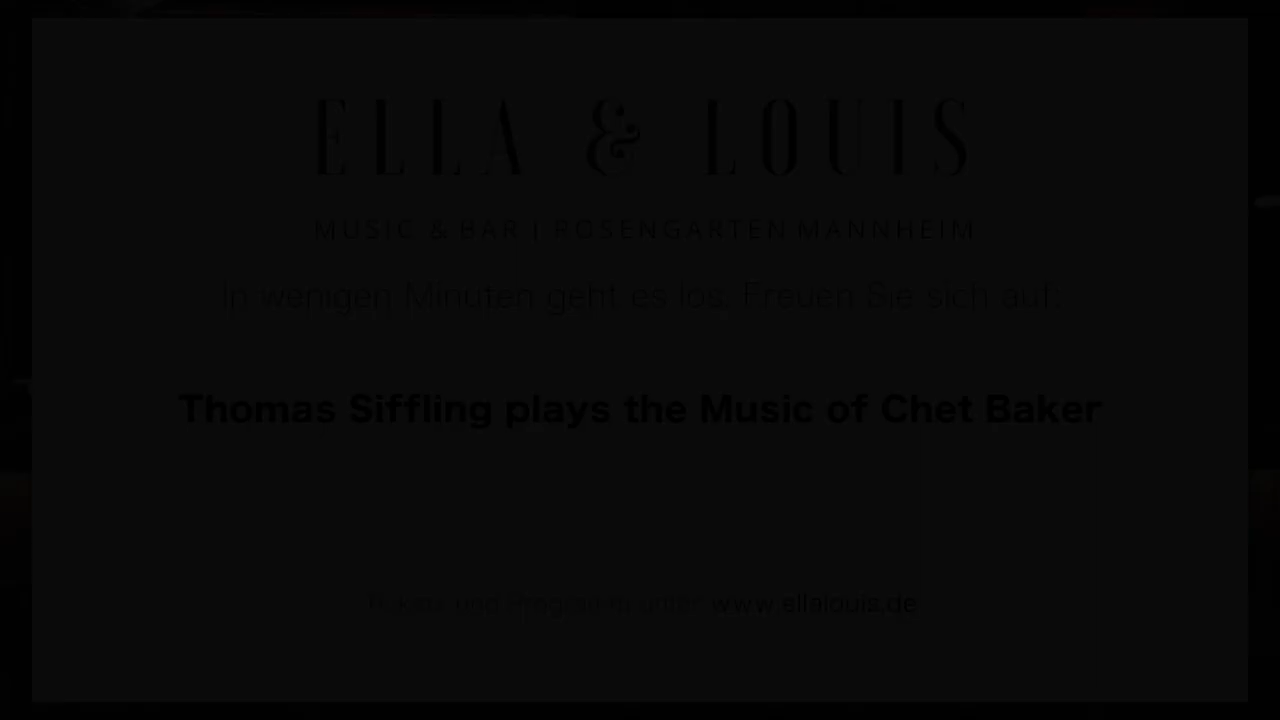 ELLA & LOUIS
MUSIC & BAR | ROSENGARTEN MANNHEIM
In wenigen Minuten geht es los. Freuen Sie sich auf:
Thomas Siffling plays the Music of Chet Baker
Tickets und Programm unter www.ellalouis.de